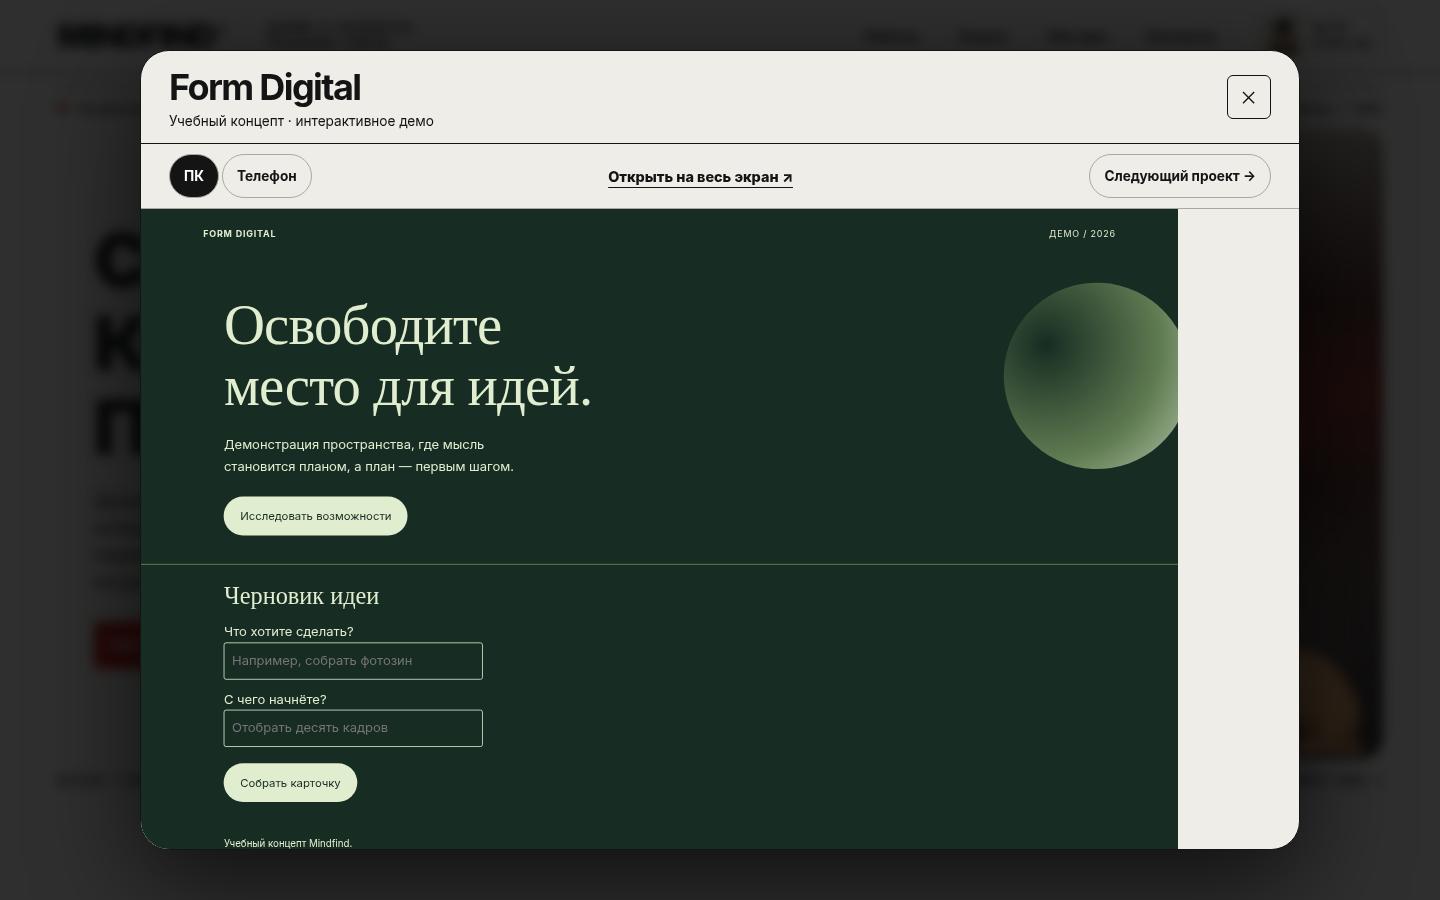 MINDFIND
Form Digital
Учебный концепт · интерактивное демо
×
ПК
Телефон
Открыть на весь экран ↗
Следующий проект →
FORM DIGITAL
ДЕМО / 2026
Освободите
место для идей.
Демонстрация пространства, где мысль
становится планом, а план — первым шагом.
Исследовать возможности
Черновик идеи
Что хотите сделать?
Например, собрать фотозин
С чего начнёте?
Отобрать десять кадров
Собрать карточку
Учебный концепт Mindfind.